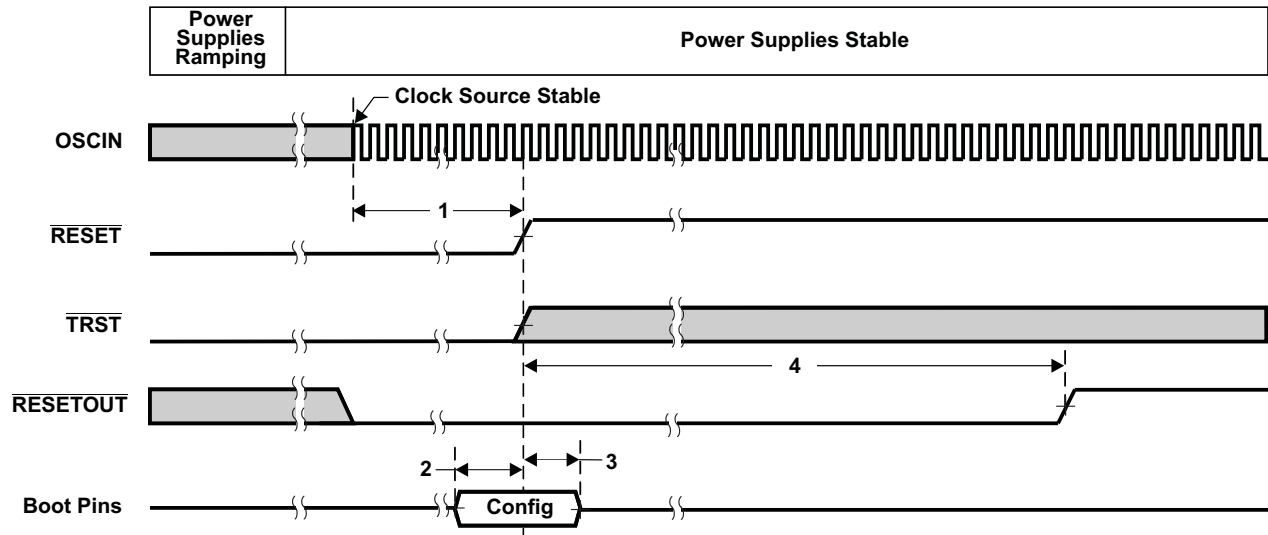 Power
Supplies
Ramping
Power Supplies Stable
Clock Source Stable
OSCIN
1
RESET
TRST
4
RESETOUT
2
3
Boot Pins
Config